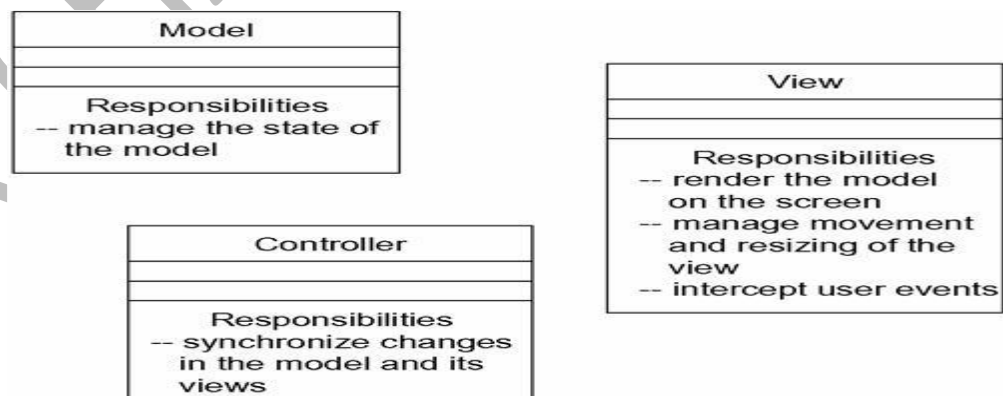 Model
Responsibilities
-- manage the state of
the model
View
Responsibilities
-- render the model
on the screen
-- manage movement
and resizing of the
view
-- intercept user events
Controller
Responsibilities
-- synchronize changes
in the model and its
views